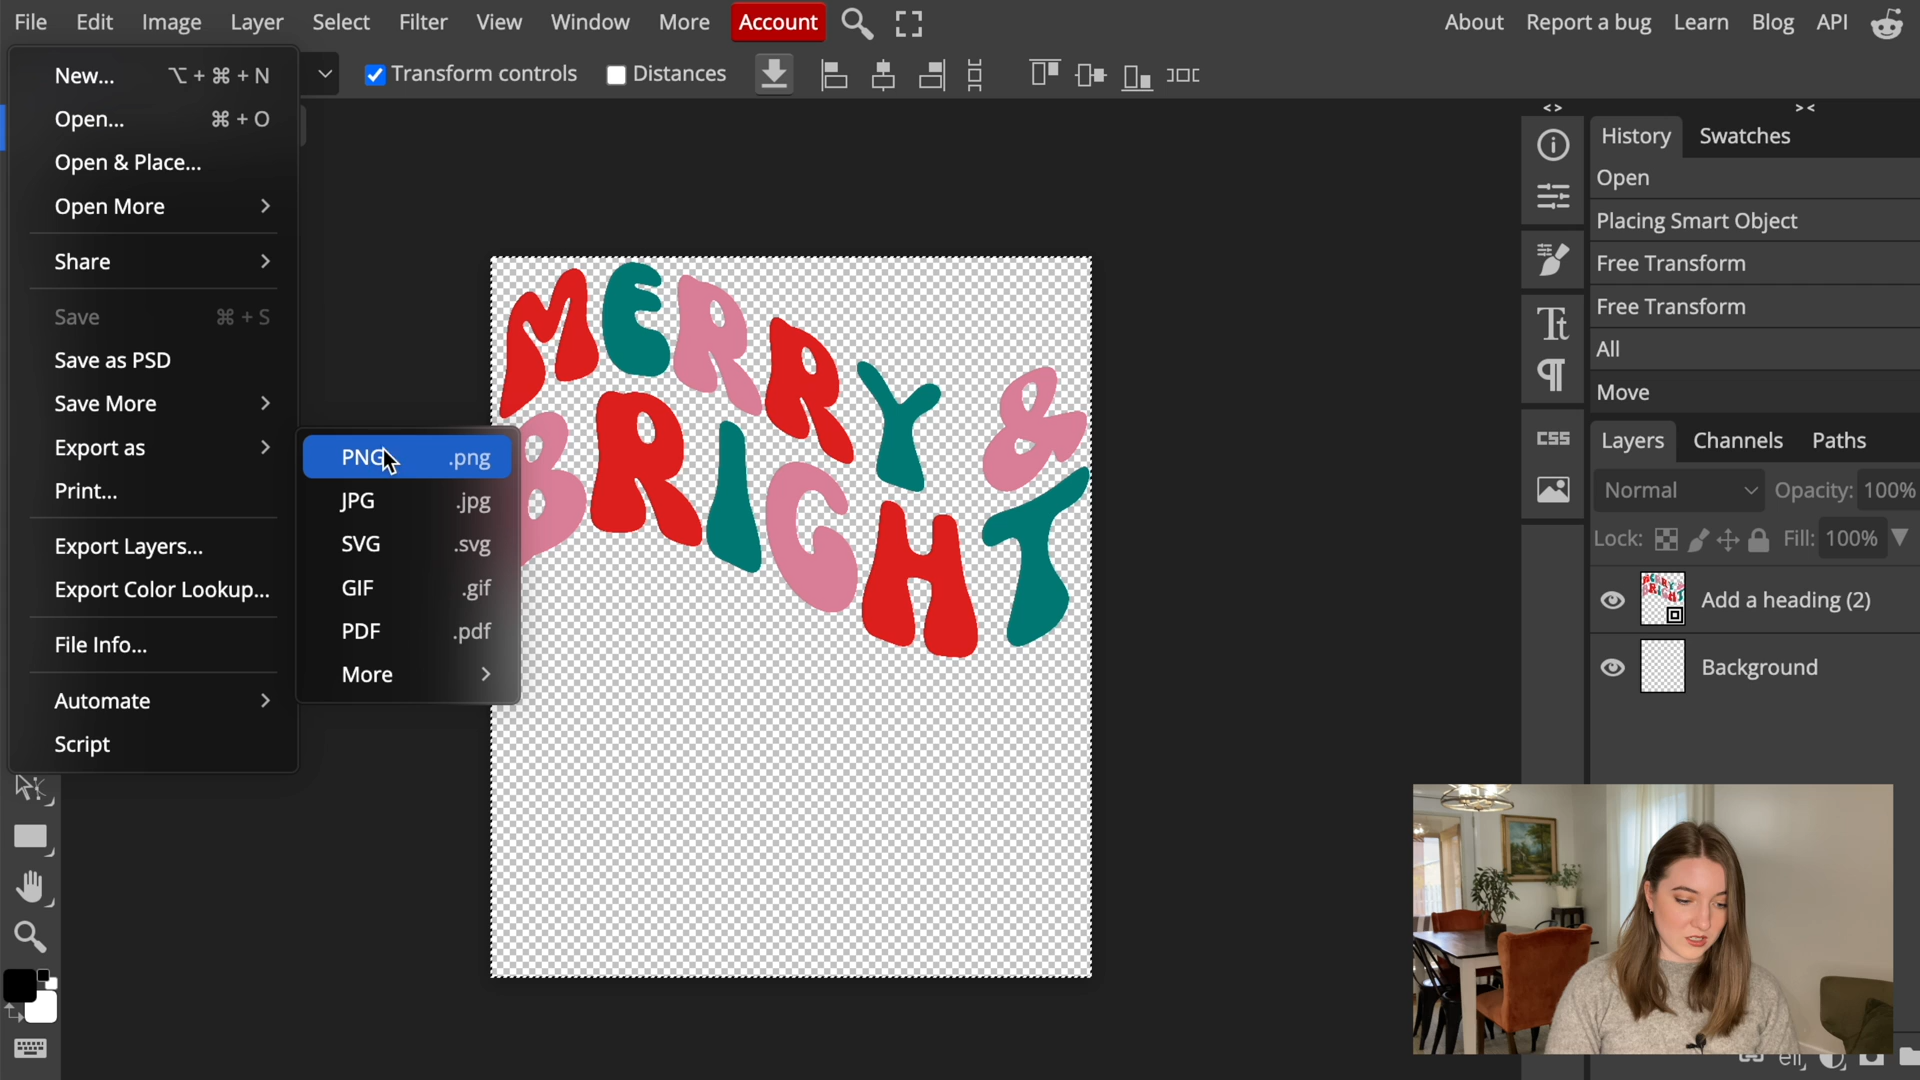 File Edit Image Layer Select Filter View Window More Account About Report a bug Learn Blog API
Transform controls Distances
New... ⌥ + ⌘ + N
Open... ⌘ + O
Open & Place...
Open More
Share
Save ⌘ + S
Save as PSD
Save More
Export as
Print...
Export Layers...
Export Color Lookup...
File Info...
Automate
Script
PNG .png
JPG .jpg
SVG .svg
GIF .gif
PDF .pdf
More
MERRY &
BRIGHT
History Swatches
Open
Placing Smart Object
Free Transform
Free Transform
All
Move
CSS
Layers Channels Paths
Normal Opacity: 100%
Lock: Fill: 100%
Add a heading (2)
Background